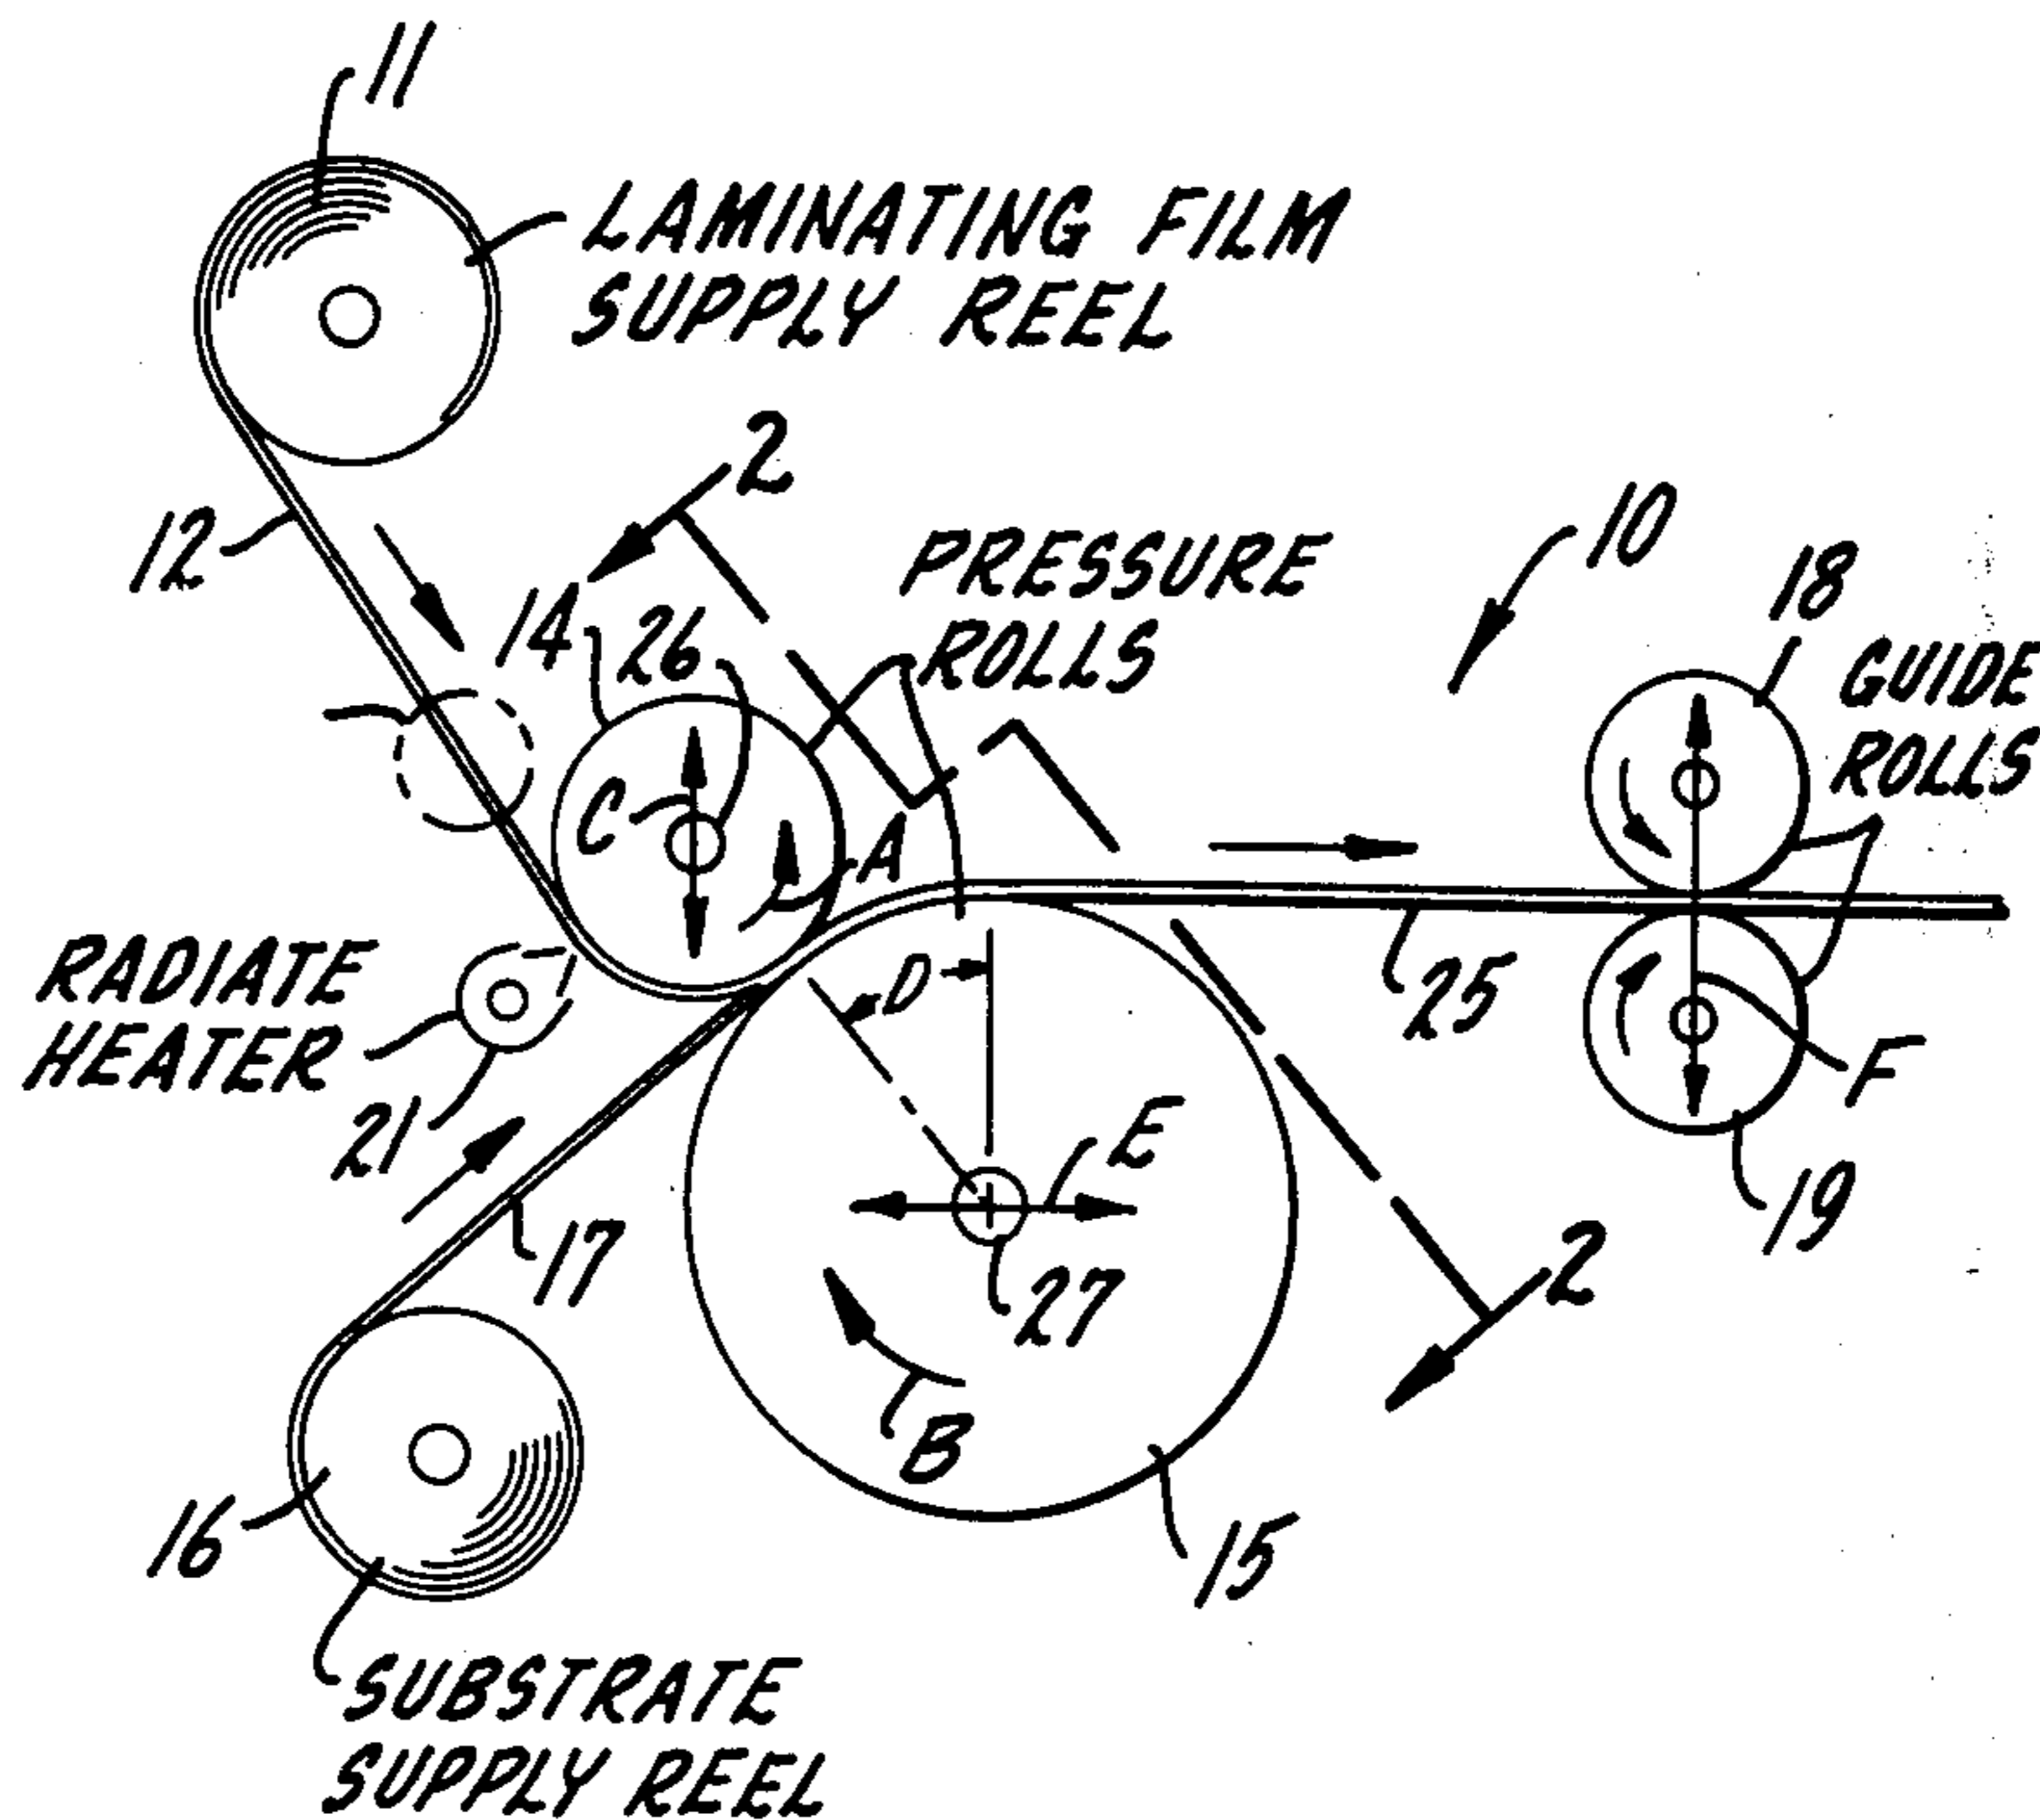 11
LAMINATING FILM
SUPPLY REEL
2
12
10
PRESSURE
ROLLS
18
14
26
GUIDE
ROLLS
C
A
RADIATE
HEATER
D
25
F
21
E
19
17
27
2
B
16
15
SUBSTRATE
SUPPLY REEL